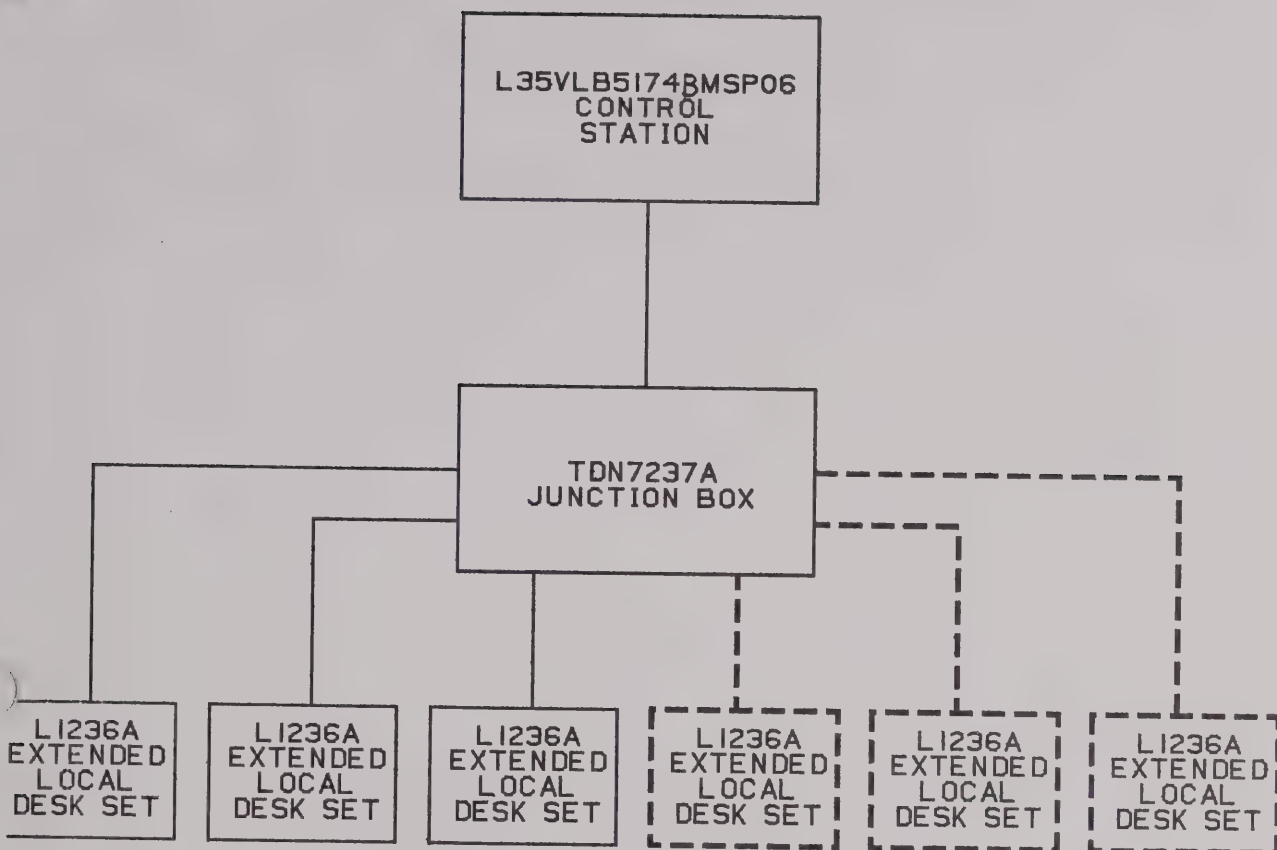 L35VLB5174BMSP06
CONTROL
STATION
TDN7237A
JUNCTION BOX
L1236A
EXTENDED
LOCAL
DESK SET
L1236A
EXTENDED
LOCAL
DESK SET
L1236A
EXTENDED
LOCAL
DESK SET
L1236A
EXTENDED
LOCAL
DESK SET
L1236A
EXTENDED
LOCAL
DESK SET
L1236A
EXTENDED
LOCAL
DESK SET